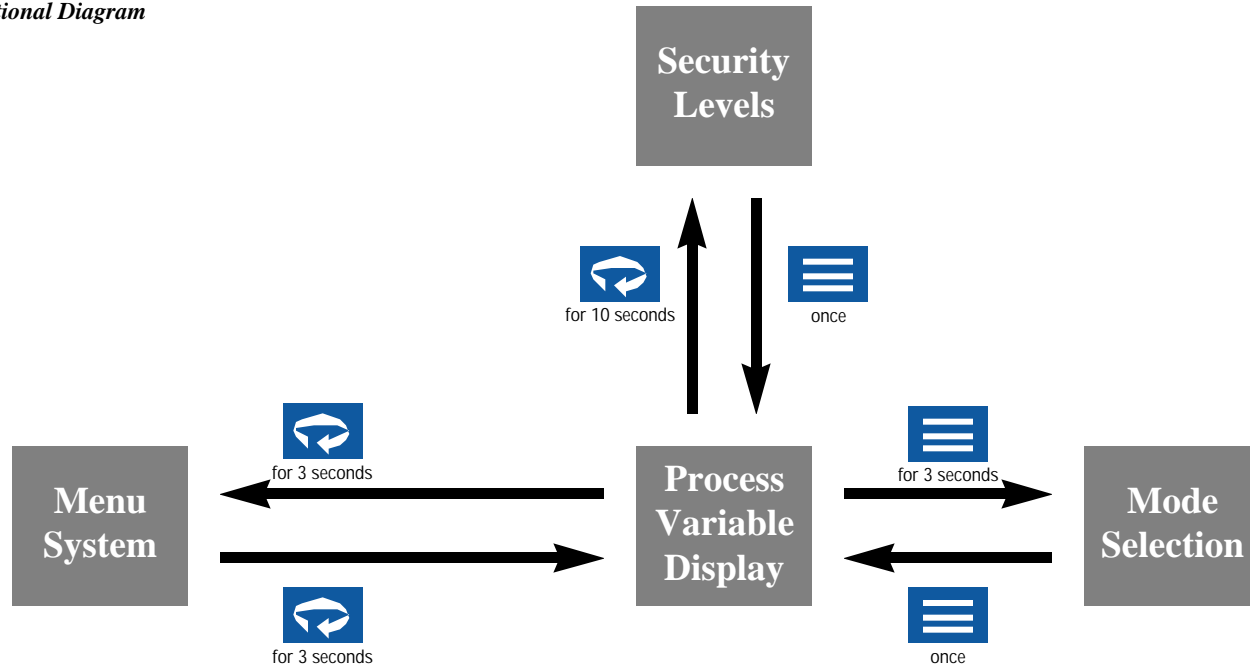 tional Diagram
Security
Levels
for 10 seconds
once
for 3 seconds
for 3 seconds
Menu
System
Process
Variable
Display
Mode
Selection
for 3 seconds
once